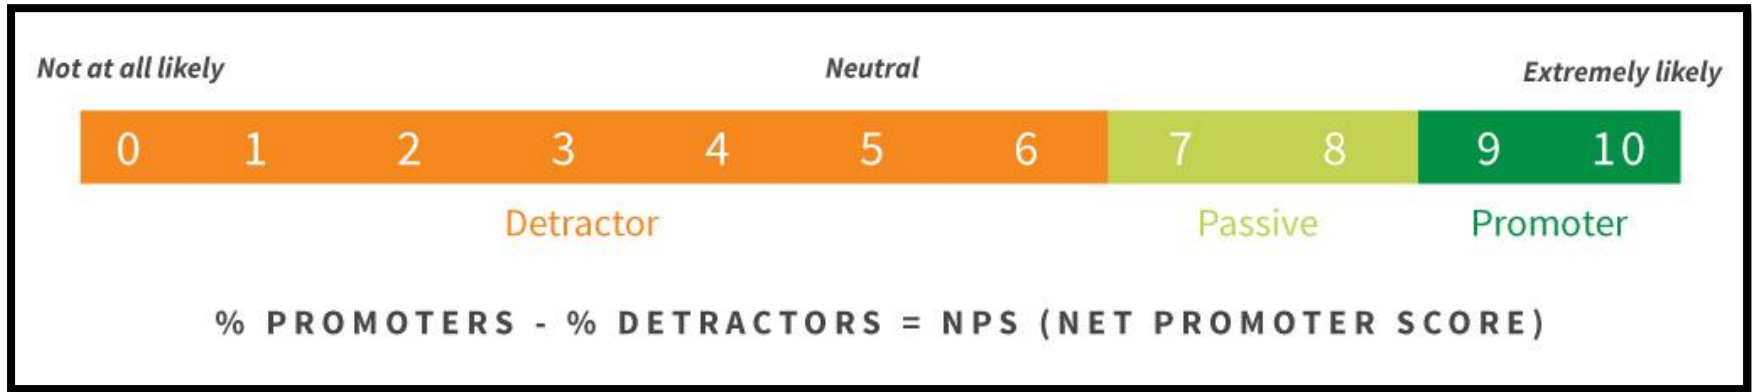 Not at all likely Neutral Extremely likely
0 1 2 3 4 5 6 7 8 9 10
Detractor Passive Promoter
% PROMOTERS - % DETRACTORS = NPS (NET PROMOTER SCORE)